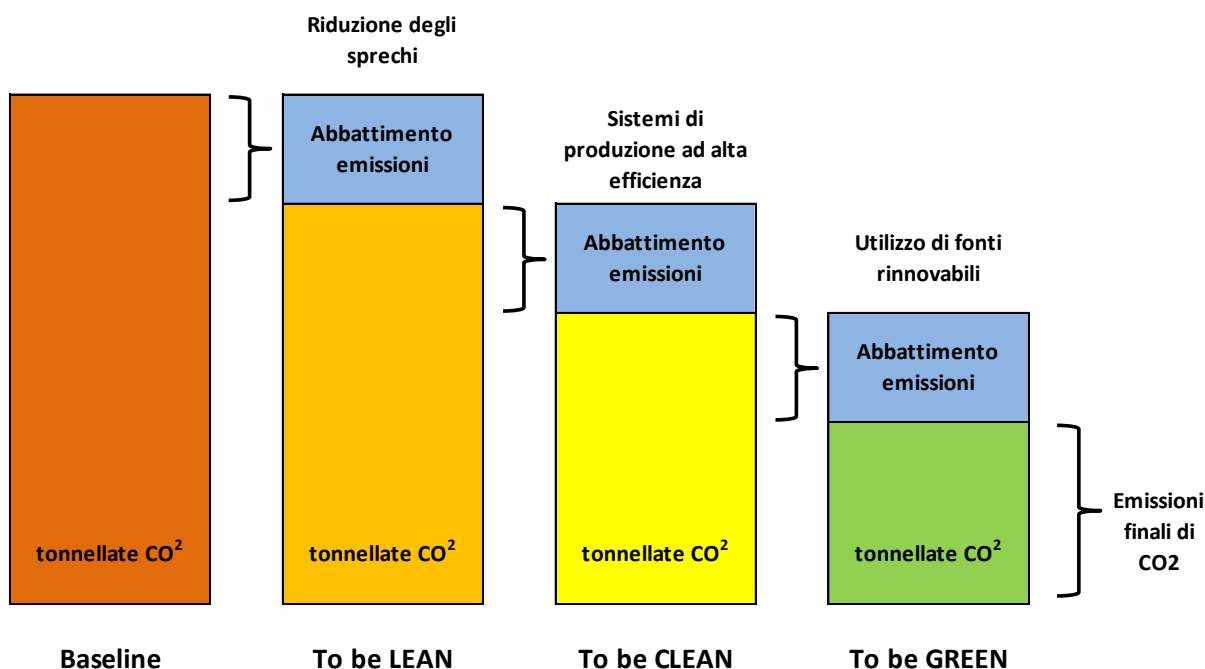 Riduzione degli
sprechi
Abbattimento
emissioni
Sistemi di
produzione ad alta
efficienza
Abbattimento
emissioni
Utilizzo di fonti
rinnovabili
Abbattimento
emissioni
tonnellate CO²
tonnellate CO²
tonnellate CO²
tonnellate CO²
Emissioni
finali di
CO2
Baseline
To be LEAN
To be CLEAN
To be GREEN